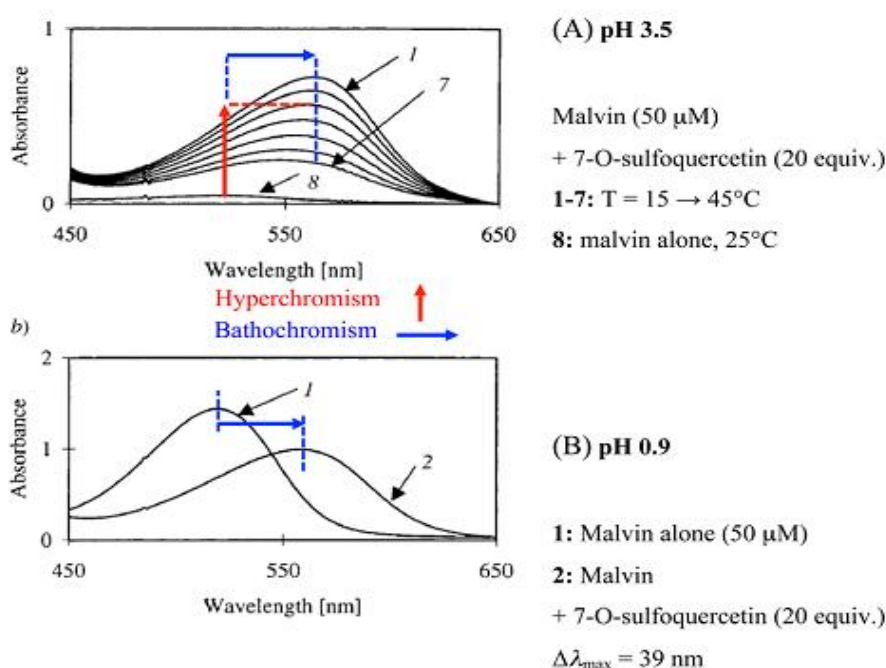 (A) pH 3.5
1
Absorbance
0
1
7
8
450
550
650
Wavelength [nm]
Malvin (50 μM)
+ 7-O-sulfoquercetin (20 equiv.)
1-7: T = 15 → 45°C
8: malvin alone, 25°C
Hyperchromism
Bathochromism
b)
2
Absorbance
1
0
1
2
450
550
650
Wavelength [nm]
(B) pH 0.9
1: Malvin alone (50 μM)
2: Malvin
+ 7-O-sulfoquercetin (20 equiv.)
Δλmax = 39 nm